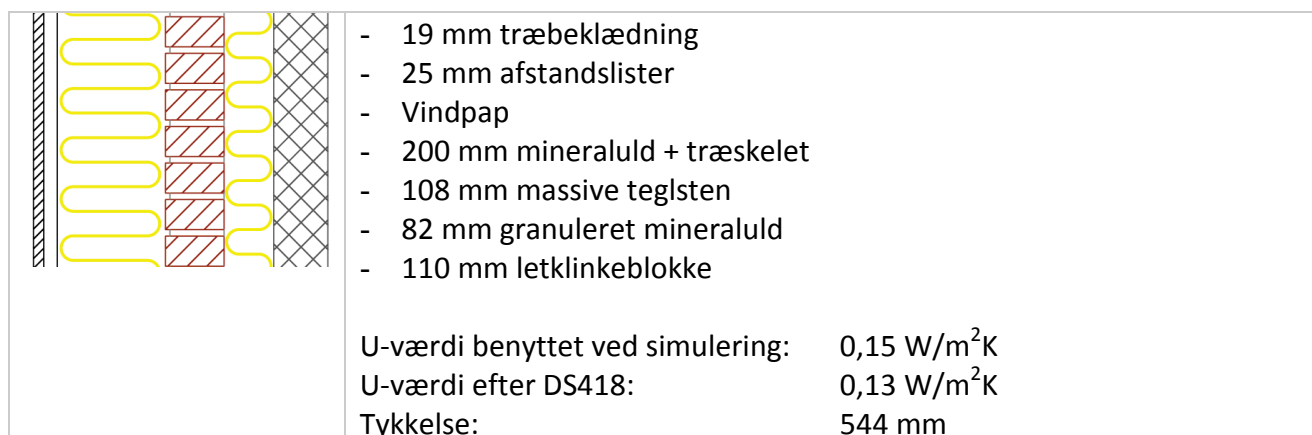 - 19 mm træbeklædning
- 25 mm afstandslister
- Vindpap
- 200 mm mineraluld + træskelet
- 108 mm massive teglsten
- 82 mm granuleret mineraluld
- 110 mm letklinkeblokke
U-værdi benyttet ved simulering: 0,15 W/m²K
U-værdi efter DS418: 0,13 W/m²K
Tykkelse: 544 mm